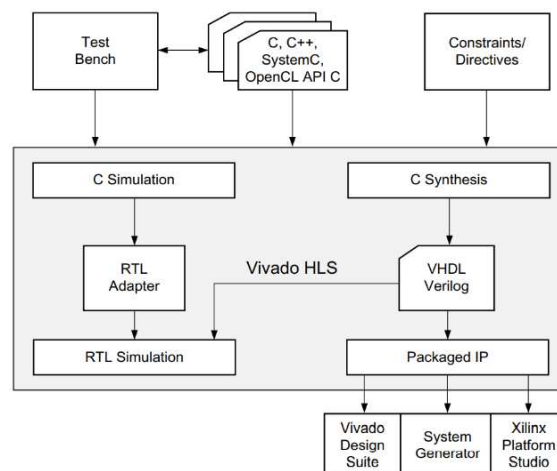 Test
Bench
C, C++,
SystemC,
OpenCL API C
Constraints/
Directives
C Simulation
C Synthesis
RTL
Adapter
Vivado HLS
VHDL
Verilog
RTL Simulation
Packaged IP
Vivado
Design
Suite
System
Generator
Xilinx
Platform
Studio